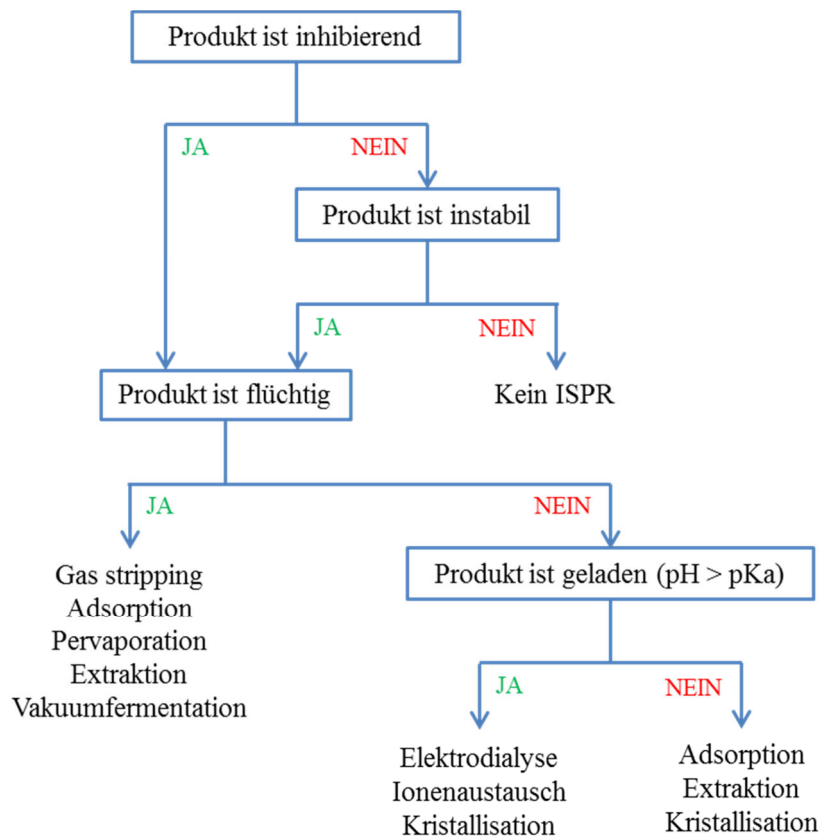 Produkt ist inhibierend
JA
NEIN
Produkt ist instabil
JA
NEIN
Produkt ist flüchtig
Kein ISPR
JA
NEIN
Gas stripping
Adsorption
Pervaporation
Extraktion
Vakuumfermentation
Produkt ist geladen (pH > pKa)
JA
NEIN
Elektrodialyse
Ionenaustausch
Kristallisation
Adsorption
Extraktion
Kristallisation